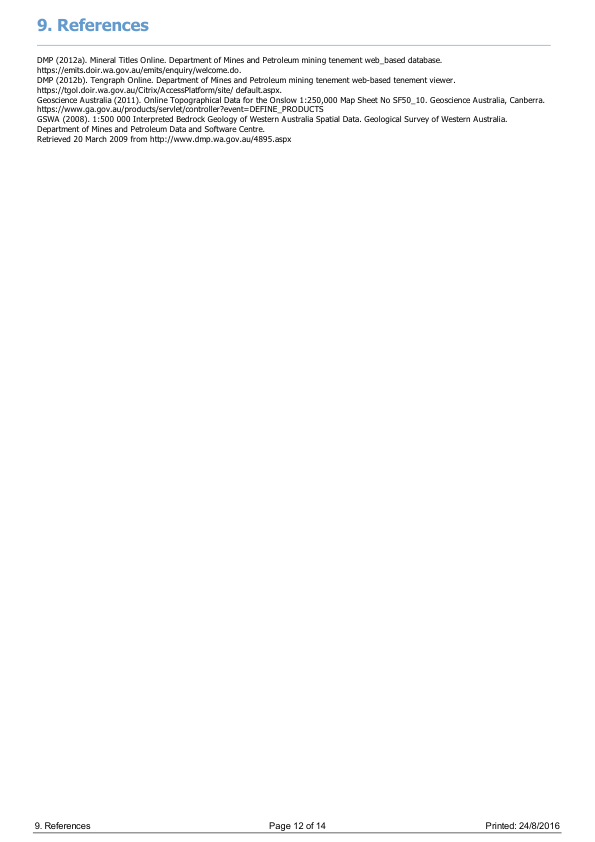 9. References
DMP (2012a). Mineral Titles Online. Department of Mines and Petroleum mining tenement web_based database.
https://emits.doir.wa.gov.au/emits/enquiry/welcome.do.
DMP (2012b). Tengraph Online. Department of Mines and Petroleum mining tenement web-based tenement viewer.
https://tgol.doir.wa.gov.au/Citrix/AccessPlatform/site/ default.aspx.
Geoscience Australia (2011). Online Topographical Data for the Onslow 1:250,000 Map Sheet No SF50_10. Geoscience Australia, Canberra.
https://www.ga.gov.au/products/servlet/controller?event=DEFINE_PRODUCTS
GSWA (2008). 1:500 000 Interpreted Bedrock Geology of Western Australia Spatial Data. Geological Survey of Western Australia.
Department of Mines and Petroleum Data and Software Centre.
Retrieved 20 March 2009 from http://www.dmp.wa.gov.au/4895.aspx
9. References Page 12 of 14 Printed: 24/8/2016